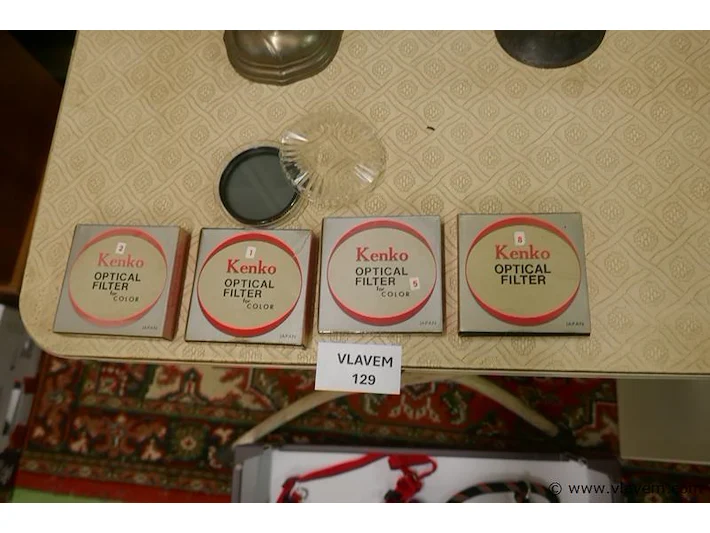 2
Kenko
OPTICAL
FILTER
for
COLOR
JAPAN
1
Kenko
OPTICAL
FILTER
for
COLOR
JAPAN
Kenko
OPTICAL
FILTER
for
COLOR
5
JAPAN
8
Kenko
OPTICAL
FILTER
JAPAN
VLAVEM
129
© www.vlavem.com